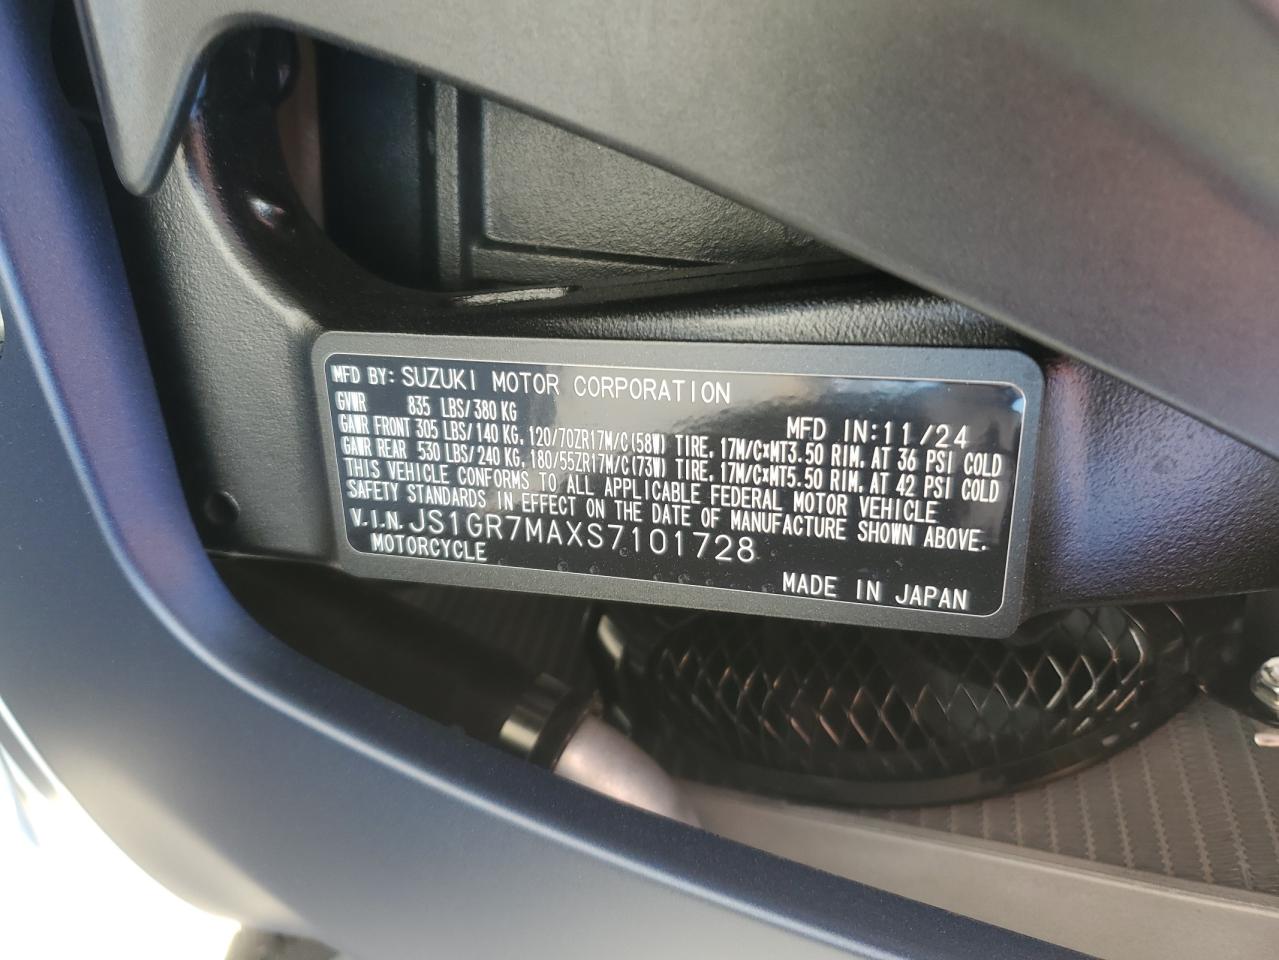 MFD BY: SUZUKI MOTOR CORPORATION
GVWR 835 LBS/380 KG MFD IN:11/24
GAWR FRONT 305 LBS/140 KG, 120/70ZR17M/C(58W) TIRE, 17M/C×MT3.50 RIM, AT 36 PSI COLD
GAWR REAR 530 LBS/240 KG, 180/55ZR17M/C(73W) TIRE, 17M/C×MT5.50 RIM, AT 42 PSI COLD
THIS VEHICLE CONFORMS TO ALL APPLICABLE FEDERAL MOTOR VEHICLE
SAFETY STANDARDS IN EFFECT ON THE DATE OF MANUFACTURE SHOWN ABOVE.
V.I.N. JS1GR7MAXS7101728
MOTORCYCLE
MADE IN JAPAN